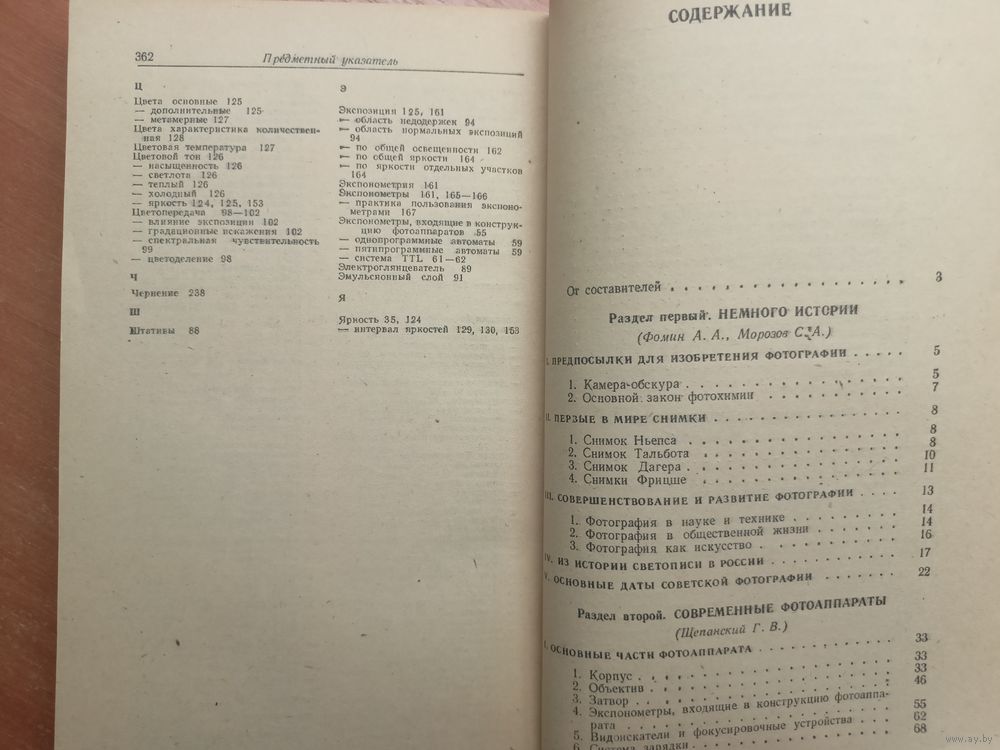 362
Предметный указатель
Ц
Цвета основные 125
— дополнительные 125
— метамерные 127
Цвета характеристика количествен-
ная 128
Цветовая температура 127
Цветовой тон 126
— насыщенность 126
— светлота 126
— теплый 126
— холодный 126
— яркость 124, 125, 153
Цветопередача 98—102
— влияние экспозиции 102
— градационные искажения 102
— спектральная чувствительность
99
— цветоделение 98
Ч
Чернение 238
Ш
Штативы 88
Э
Экспозиция 125, 161
— область недодержек 94
— область нормальных экспозиций
94
— по общей освещенности 162
— по общей яркости 164
— по яркости отдельных участков
164
Экспонометрия 161
Экспонометры 161, 165—166
— практика пользования экспоно-
метрами 167
Экспонометры, входящие в конструк-
цию фотоаппаратов 55
— однопрограммные автоматы 59
— пятипрограммные автоматы 59
— система TTL 61—62
Электроглянцеватель 89
Эмульсионный слой 91
Я
Яркость 35, 124
— интервал яркостей 129, 130, 153
СОДЕРЖАНИЕ
От составителей 3
Раздел первый. НЕМНОГО ИСТОРИИ
(Фомин А. А., Морозов С. А.)
I. ПРЕДПОСЫЛКИ ДЛЯ ИЗОБРЕТЕНИЯ ФОТОГРАФИИ 5
1. Камера-обскура 5
2. Основной закон фотохимии 7
II. ПЕРВЫЕ В МИРЕ СНИМКИ 8
1. Снимок Ньепса 8
2. Снимок Тальбота 8
3. Снимок Дагера 10
4. Снимки Фрицше 11
III. СОВЕРШЕНСТВОВАНИЕ И РАЗВИТИЕ ФОТОГРАФИИ 13
1. Фотография в науке и технике 14
2. Фотография в общественной жизни 14
3. Фотография как искусство 16
IV. ИЗ ИСТОРИИ СВЕТОПИСИ В РОССИИ 17
V. ОСНОВНЫЕ ДАТЫ СОВЕТСКОЙ ФОТОГРАФИИ 22
Раздел второй. СОВРЕМЕННЫЕ ФОТОАППАРАТЫ
(Щепанский Г. В.)
I. ОСНОВНЫЕ ЧАСТИ ФОТОАППАРАТА 33
1. Корпус 33
2. Объектив 33
3. Затвор 46
4. Экспонометры, входящие в конструкцию фотоаппа-
рата 55
5. Видоискатели и фокусировочные устройства 62
6. Система зарядки 68
www.ay.by